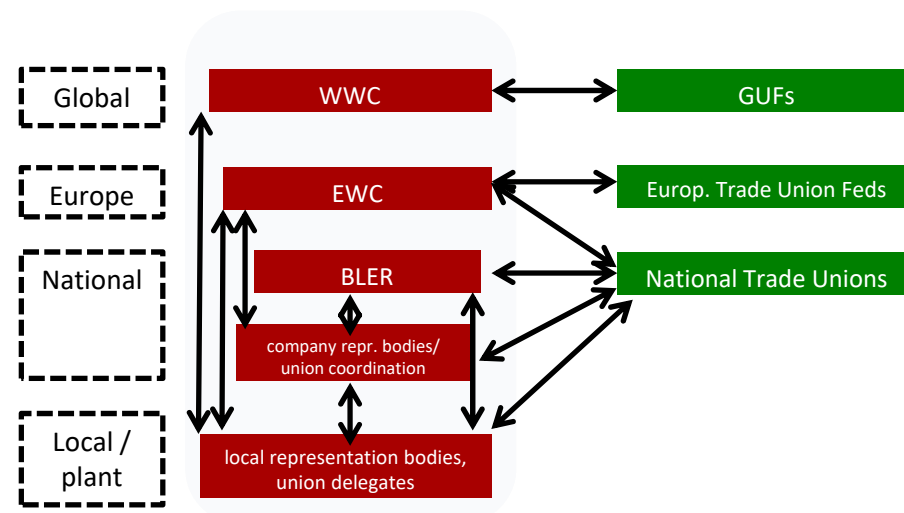 Global
WWC
GUFs
Europe
EWC
Europ. Trade Union Feds
National
BLER
National Trade Unions
company repr. bodies/
union coordination
Local /
plant
local representation bodies,
union delegates